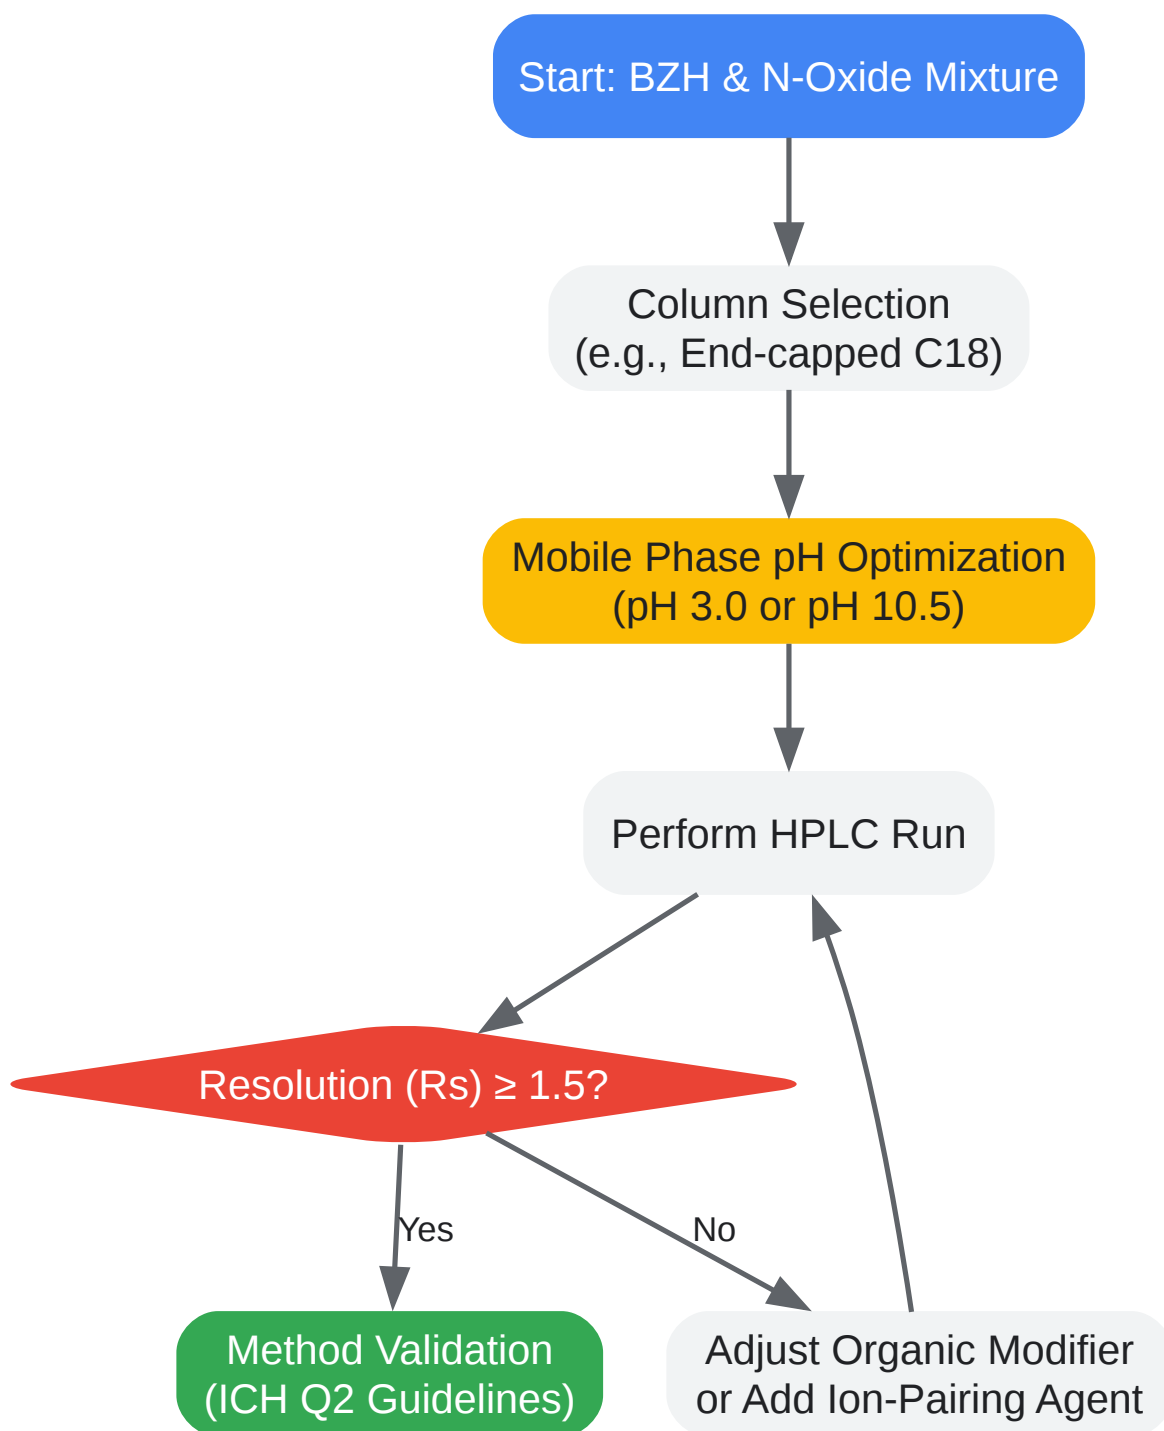 Start: BZH & N-Oxide Mixture
Column Selection
(e.g., End-capped C18)
Mobile Phase pH Optimization
(pH 3.0 or pH 10.5)
Perform HPLC Run
Resolution (Rs) ≥ 1.5?
Yes
No
Method Validation
(ICH Q2 Guidelines)
Adjust Organic Modifier
or Add Ion-Pairing Agent